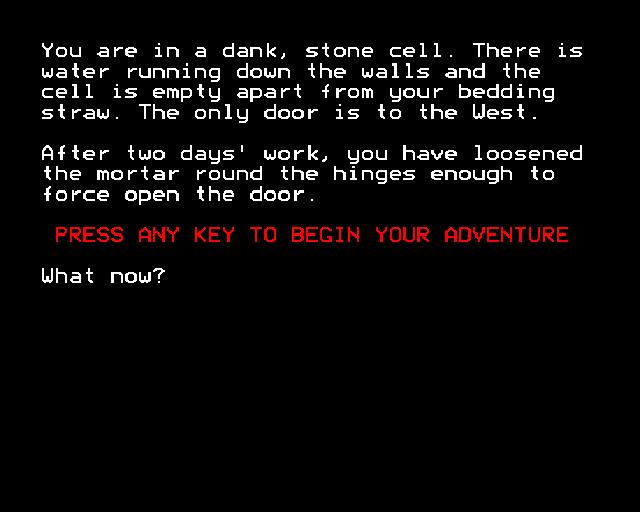 You are in a dank, stone cell. There is
water running down the walls and the
cell is empty apart from your bedding
straw. The only door is to the West.
After two days' work, you have loosened
the mortar round the hinges enough to
force open the door.
PRESS ANY KEY TO BEGIN YOUR ADVENTURE
What now?